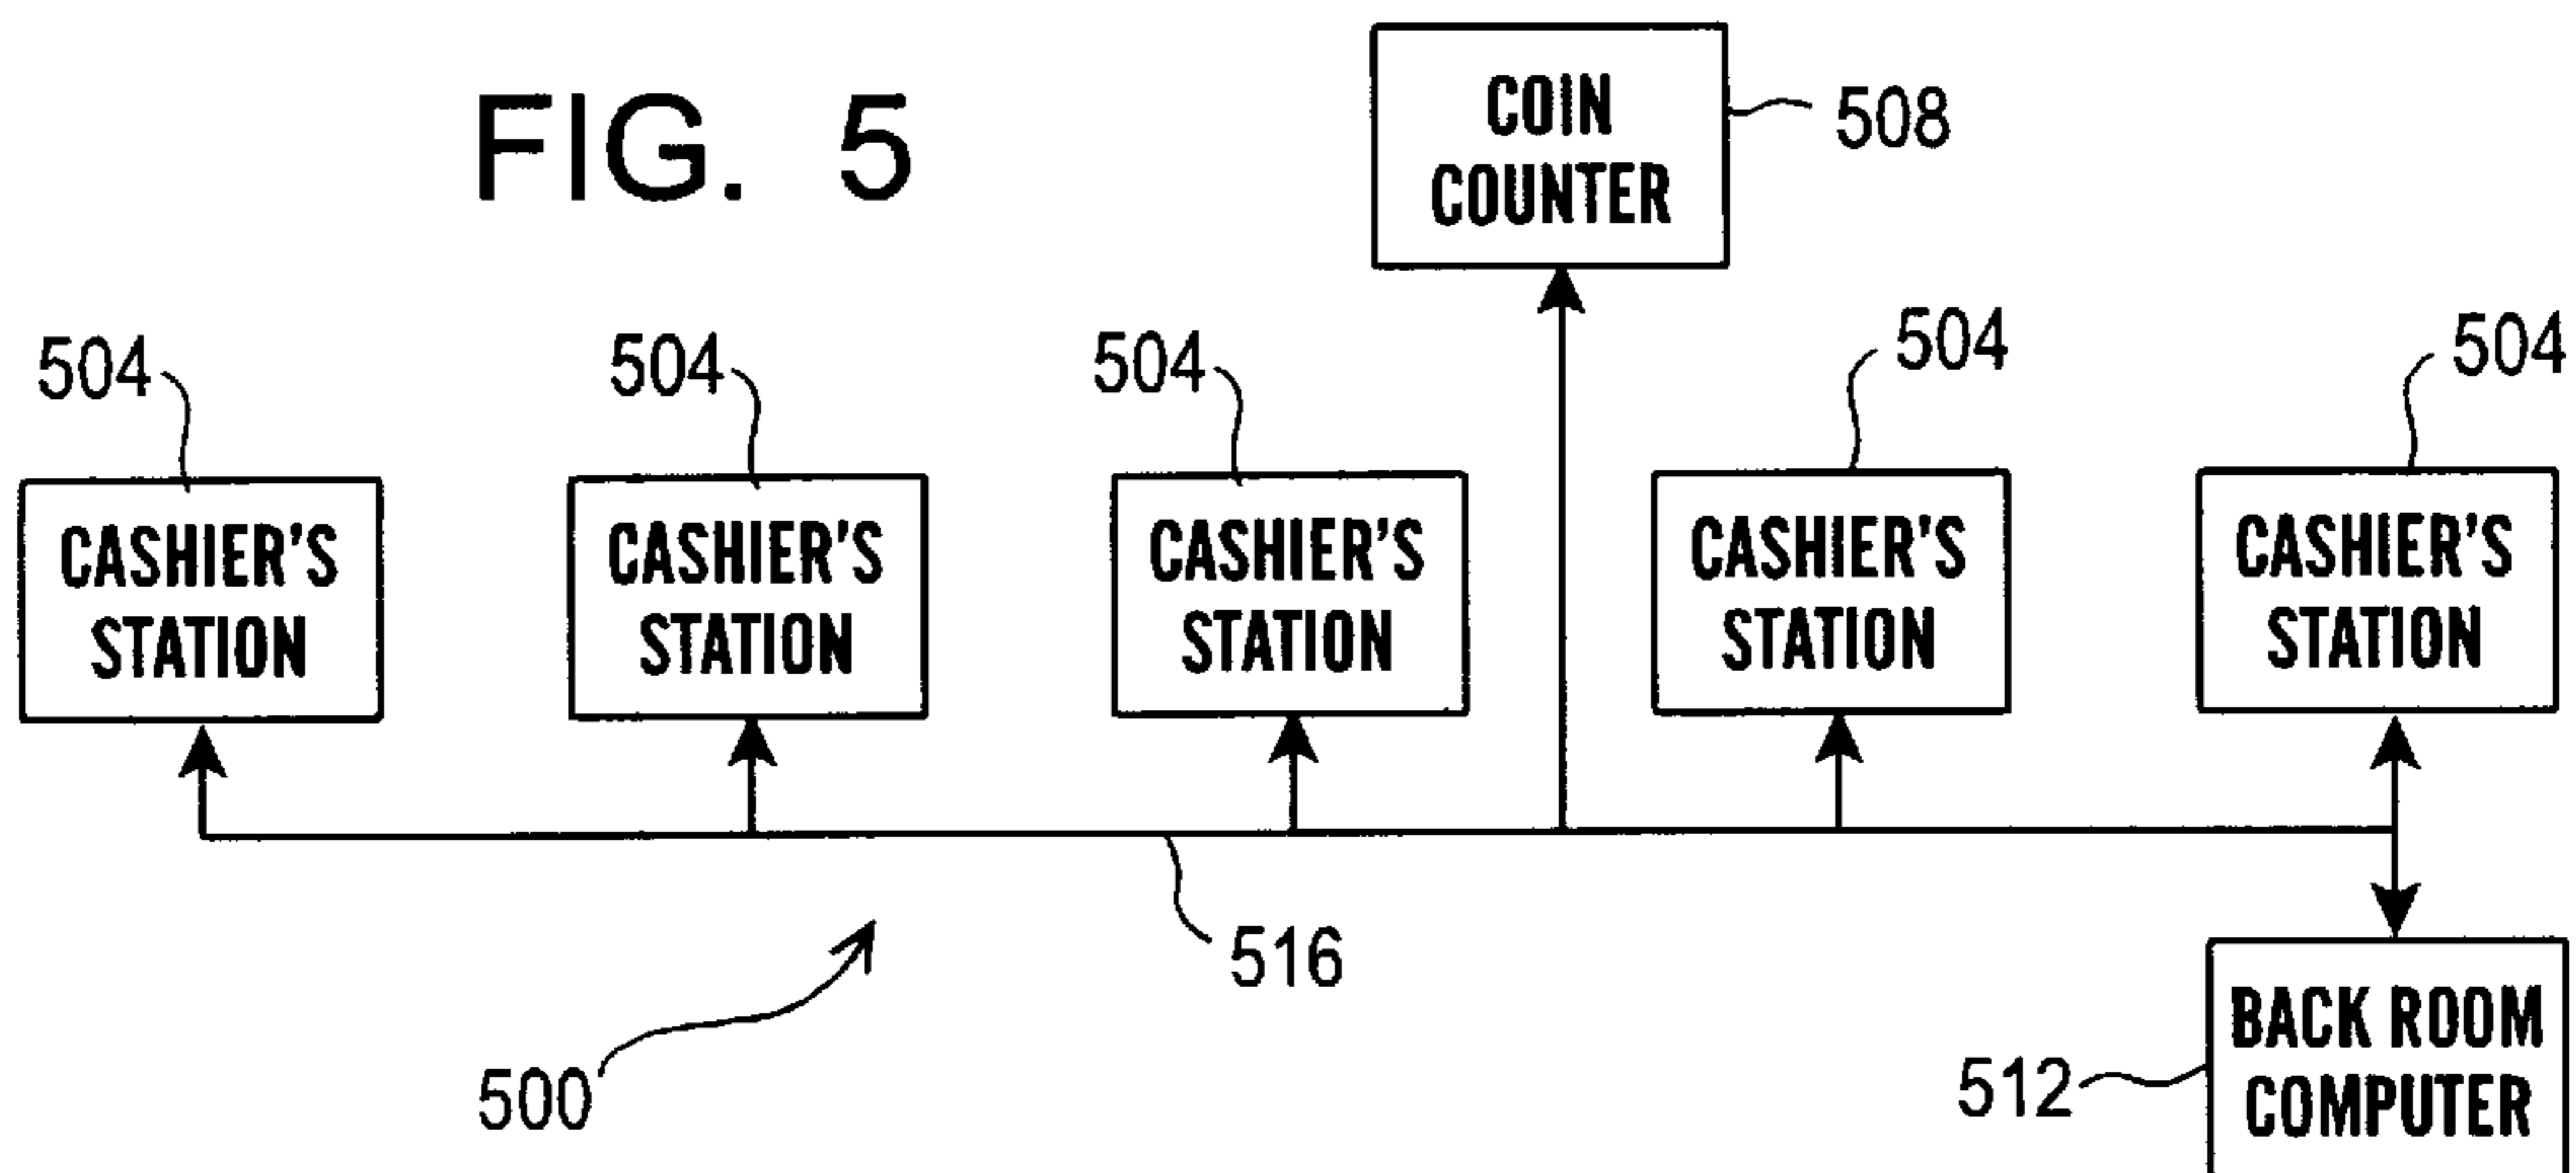 FIG. 5
COIN
COUNTER
508
504
504
504
504
504
CASHIER'S
STATION
CASHIER'S
STATION
CASHIER'S
STATION
CASHIER'S
STATION
CASHIER'S
STATION
516
500
BACK ROOM
COMPUTER
512